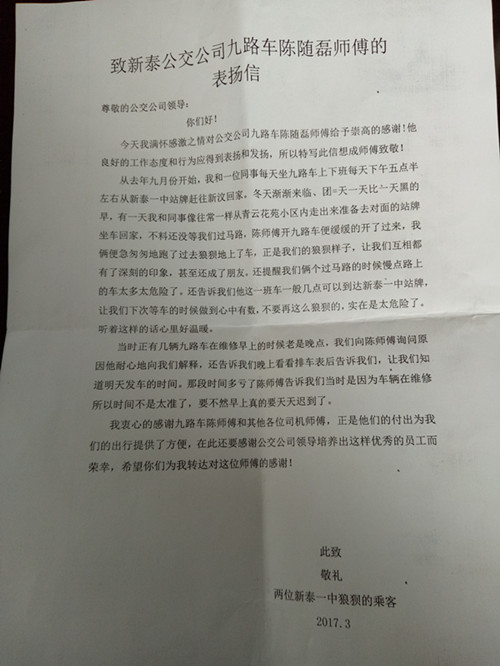 致新泰公交公司九路车陈随磊师傅的
表扬信
尊敬的公交公司领导：
你们好！
今天我满怀感激之情对公交公司九路车陈随磊师傅给予崇高的感谢！他
良好的工作态度和行为应得到表扬和发扬，所以特写此信想成师傅致敬！
从去年九月份开始，我和一位同事每天坐九路车上下班每天下午五点半
左右从新泰一中站牌赶往新汶回家，冬天渐渐来临、团=天一天比一天黑的
早，有一天我和同事像往常一样从青云花苑小区内走出来准备去对面的站牌
坐车回家，不料还没等我们过马路，陈师傅开九路车便缓缓的开了过来，我
俩便急匆匆地跑了过去狼狈地上了车，正是我们的狼狈样子，让我们互相都
有了深刻的印象，甚至还成了朋友，还提醒我们俩个过马路的时候慢点路上
的车太多太危险了。还告诉我们他这一班车一般几点可以到达新泰一中站牌，
让我们下次等车的时候做到心中有数，不要再这么狼狈的，实在是太危险了。
听着这样的话心里好温暖。
当时正有几辆九路车在维修早上的时候老是晚点，我们向陈师傅询问原
因他耐心地向我们解释，还告诉我们晚上看看排车表后告诉我们，让我们知
道明天发车的时间。那段时间多亏了陈师傅告诉我们当时是因为车辆在维修
所以时间不是太准了，要不然早上真的要天天迟到了。
我衷心的感谢九路车陈师傅和其他各位司机师傅，正是他们的付出为我
们的出行提供了方便，在此还要感谢公交公司领导培养出这样优秀的员工而
荣幸，希望你们为我转达对这位师傅的感谢！
此致
敬礼
两位新泰一中狼狈的乘客
2017.3